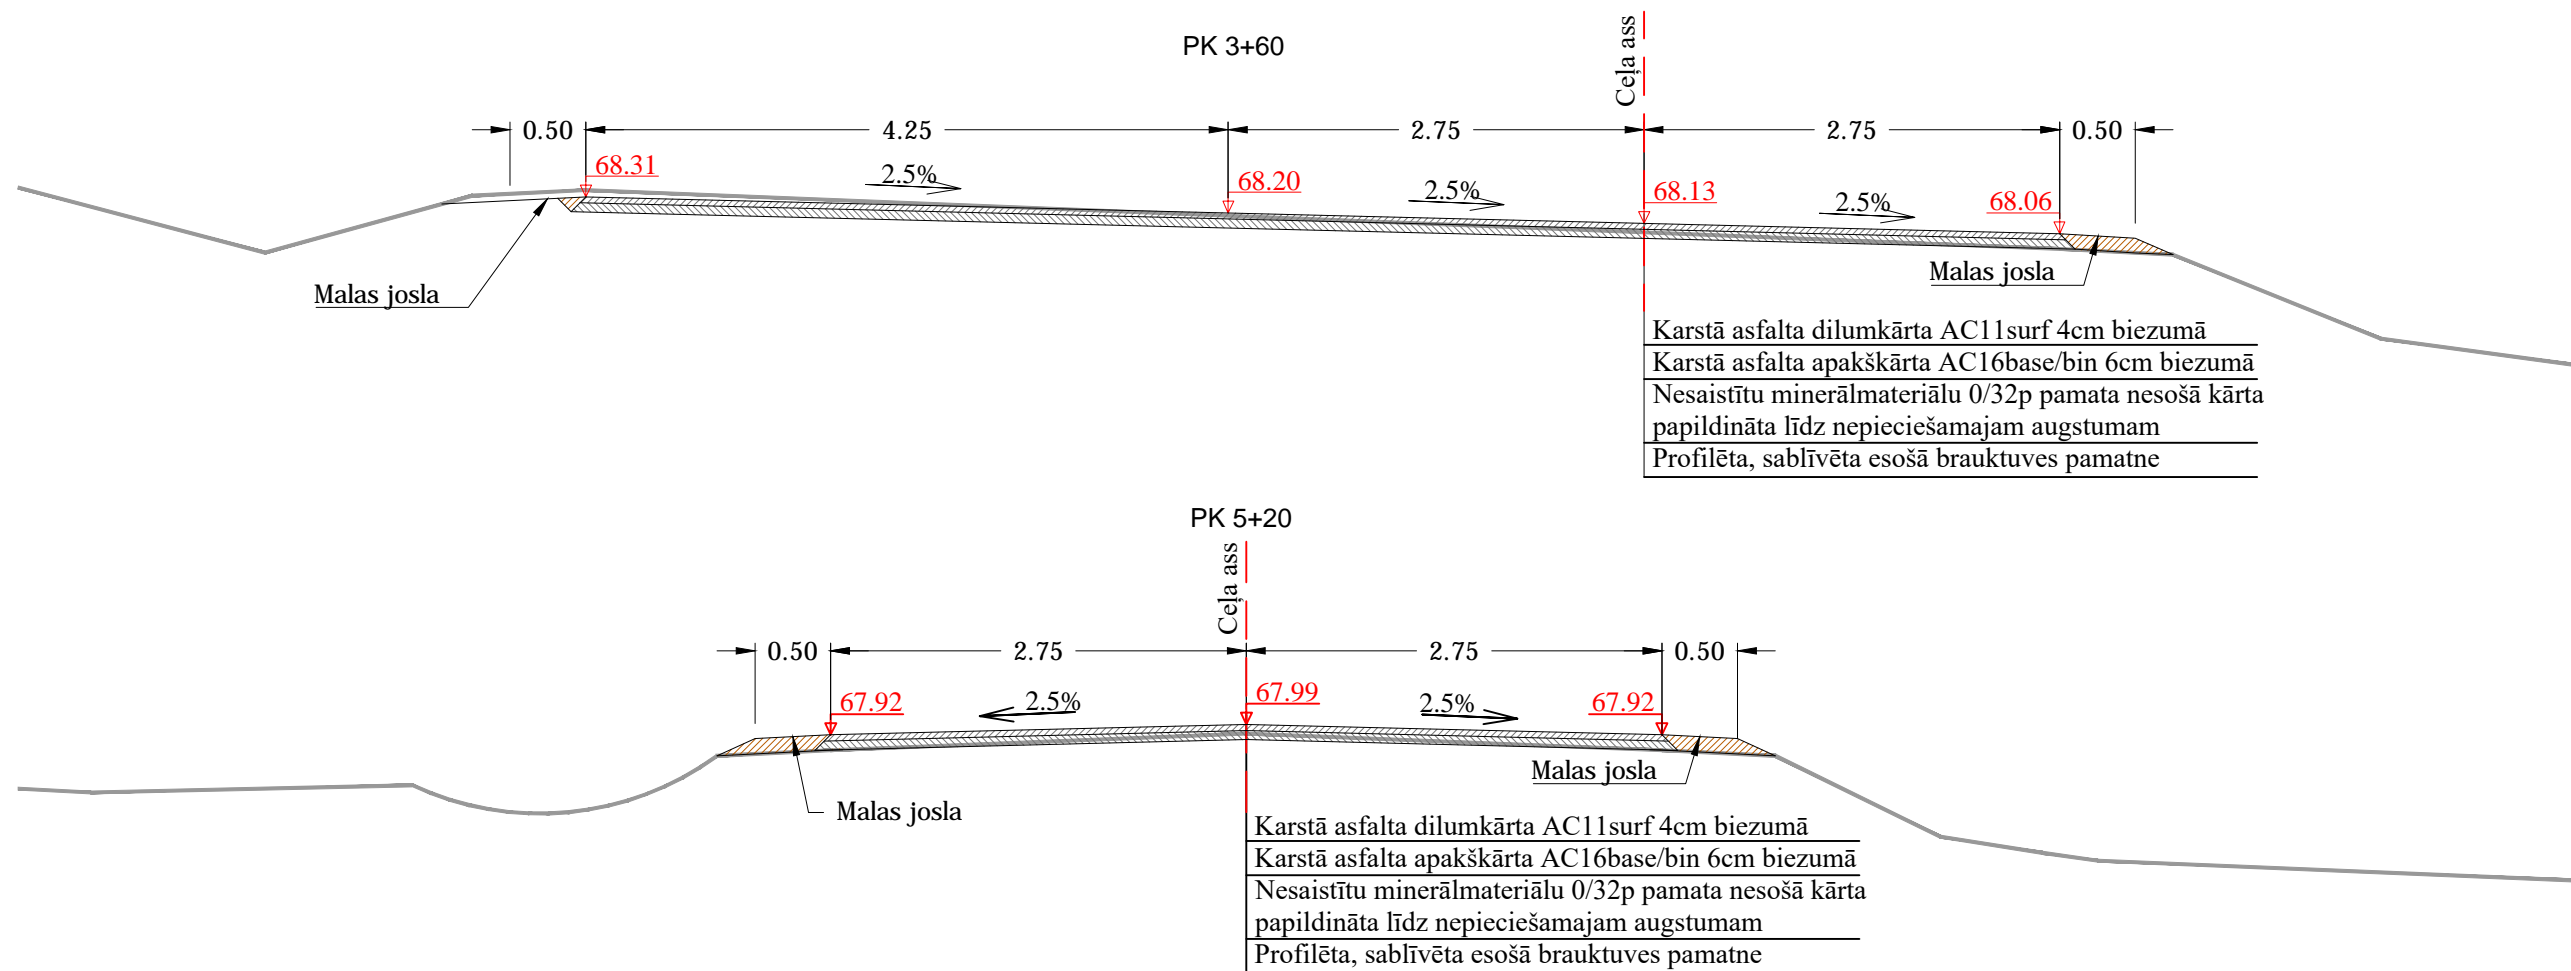 PK 3+60
Ceļa ass
0.50
4.25
2.75
2.75
0.50
68.31
2.5%
68.20
2.5%
68.13
2.5%
68.06
Malas josla
Malas josla
Karstā asfalta dilumkārta AC11surf 4cm biezumā
Karstā asfalta apakškārta AC16base/bin 6cm biezumā
Nesaistītu minerālmateriālu 0/32p pamata nesošā kārta
papildināta līdz nepieciešamajam augstumam
Profilēta, sablīvēta esošā brauktuves pamatne
PK 5+20
Ceļa ass
0.50
2.75
2.75
0.50
67.92
2.5%
67.99
2.5%
67.92
Malas josla
Malas josla
Karstā asfalta dilumkārta AC11surf 4cm biezumā
Karstā asfalta apakškārta AC16base/bin 6cm biezumā
Nesaistītu minerālmateriālu 0/32p pamata nesošā kārta
papildināta līdz nepieciešamajam augstumam
Profilēta, sablīvēta esošā brauktuves pamatne